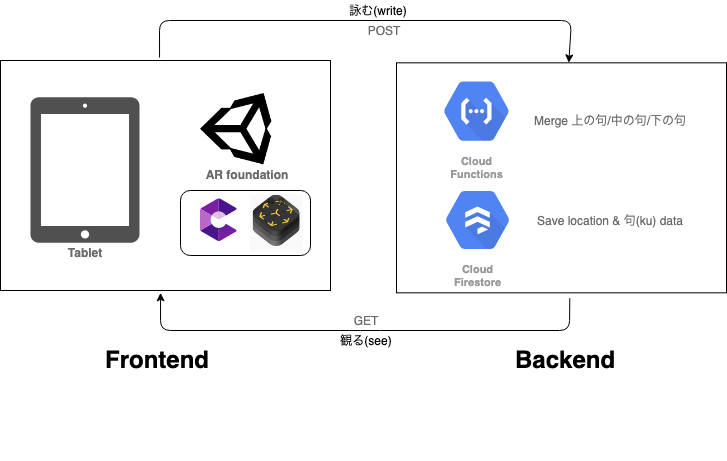 詠む(write)
POST
Tablet
AR foundation
Cloud
Functions
Merge 上の句/中の句/下の句
Cloud
Firestore
Save location & 句(ku) data
GET
観る(see)
Frontend
Backend